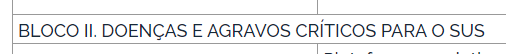 BLOCO II. DOENÇAS E AGRAVOS CRÍTICOS PARA O SUS